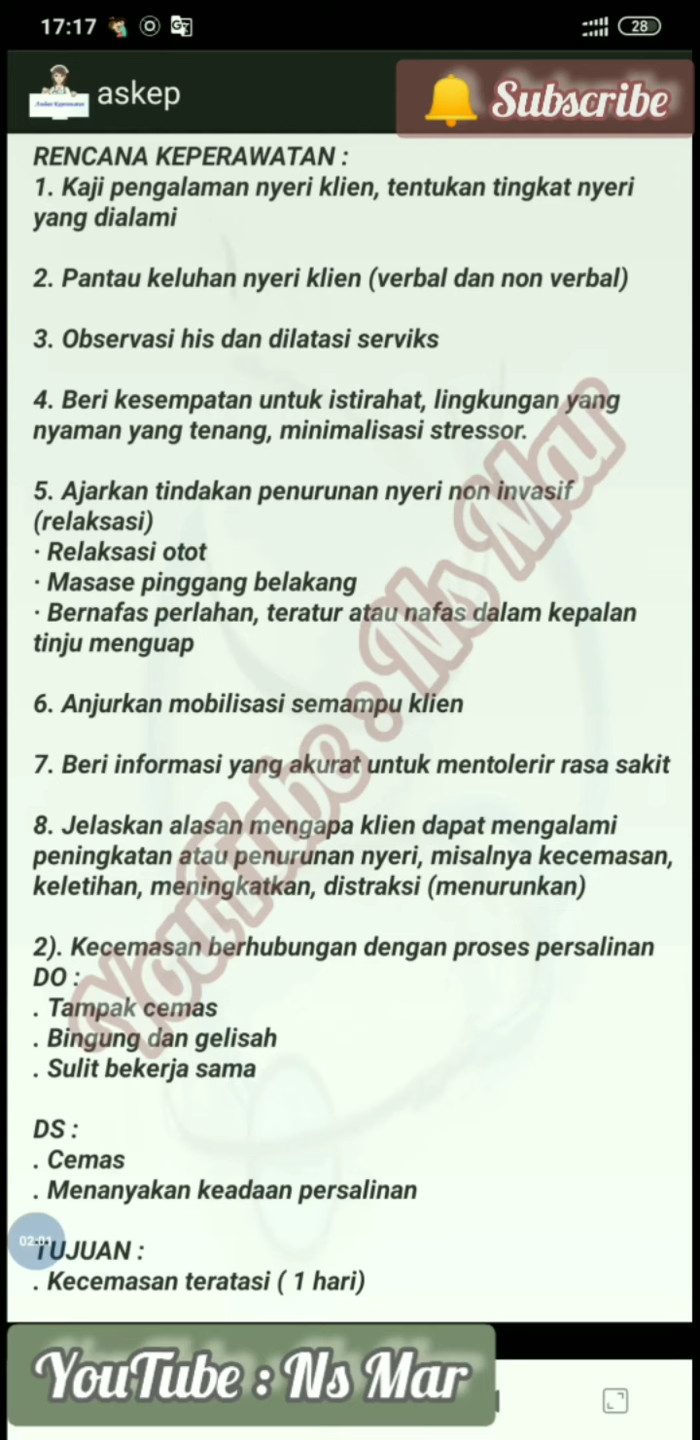 17:17
28
askep
Subscribe
RENCANA KEPERAWATAN :
1. Kaji pengalaman nyeri klien, tentukan tingkat nyeri
yang dialami
2. Pantau keluhan nyeri klien (verbal dan non verbal)
3. Observasi his dan dilatasi serviks
4. Beri kesempatan untuk istirahat, lingkungan yang
nyaman yang tenang, minimalisasi stressor.
5. Ajarkan tindakan penurunan nyeri non invasif
(relaksasi)
· Relaksasi otot
· Masase pinggang belakang
· Bernafas perlahan, teratur atau nafas dalam kepalan
tinju menguap
6. Anjurkan mobilisasi semampu klien
7. Beri informasi yang akurat untuk mentolerir rasa sakit
8. Jelaskan alasan mengapa klien dapat mengalami
peningkatan atau penurunan nyeri, misalnya kecemasan,
keletihan, meningkatkan, distraksi (menurunkan)
2). Kecemasan berhubungan dengan proses persalinan
DO :
. Tampak cemas
. Bingung dan gelisah
. Sulit bekerja sama
DS :
. Cemas
. Menanyakan keadaan persalinan
02:01
TUJUAN :
. Kecemasan teratasi ( 1 hari)
YouTube : Ns Mar
YouTube : Ns Mar